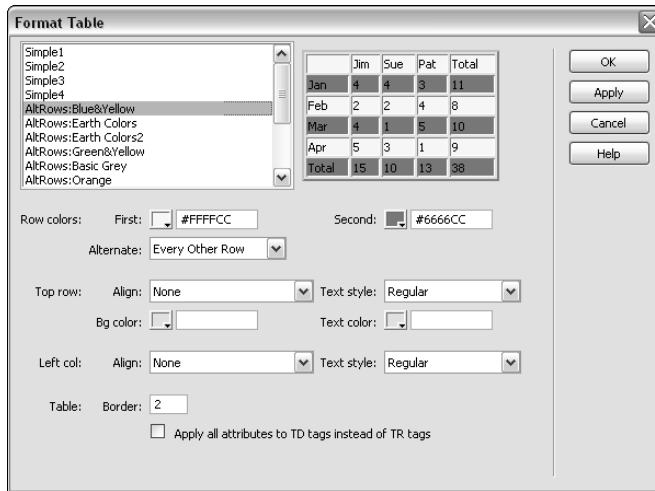 Format Table
Simple1
Simple2
Simple3
Simple4
AltRows:Blue&Yellow
AltRows:Earth Colors
AltRows:Earth Colors2
AltRows:Green&Yellow
AltRows:Basic Grey
AltRows:Orange
Jim Sue Pat Total
Jan 4 4 3 11
Feb 2 2 4 8
Mar 4 1 5 10
Apr 5 3 1 9
Total 15 10 13 38
OK
Apply
Cancel
Help
Row colors: First: #FFFFCC Second: #6666CC
Alternate: Every Other Row
Top row: Align: None Text style: Regular
Bg color: Text color:
Left col: Align: None Text style: Regular
Table: Border: 2
Apply all attributes to TD tags instead of TR tags